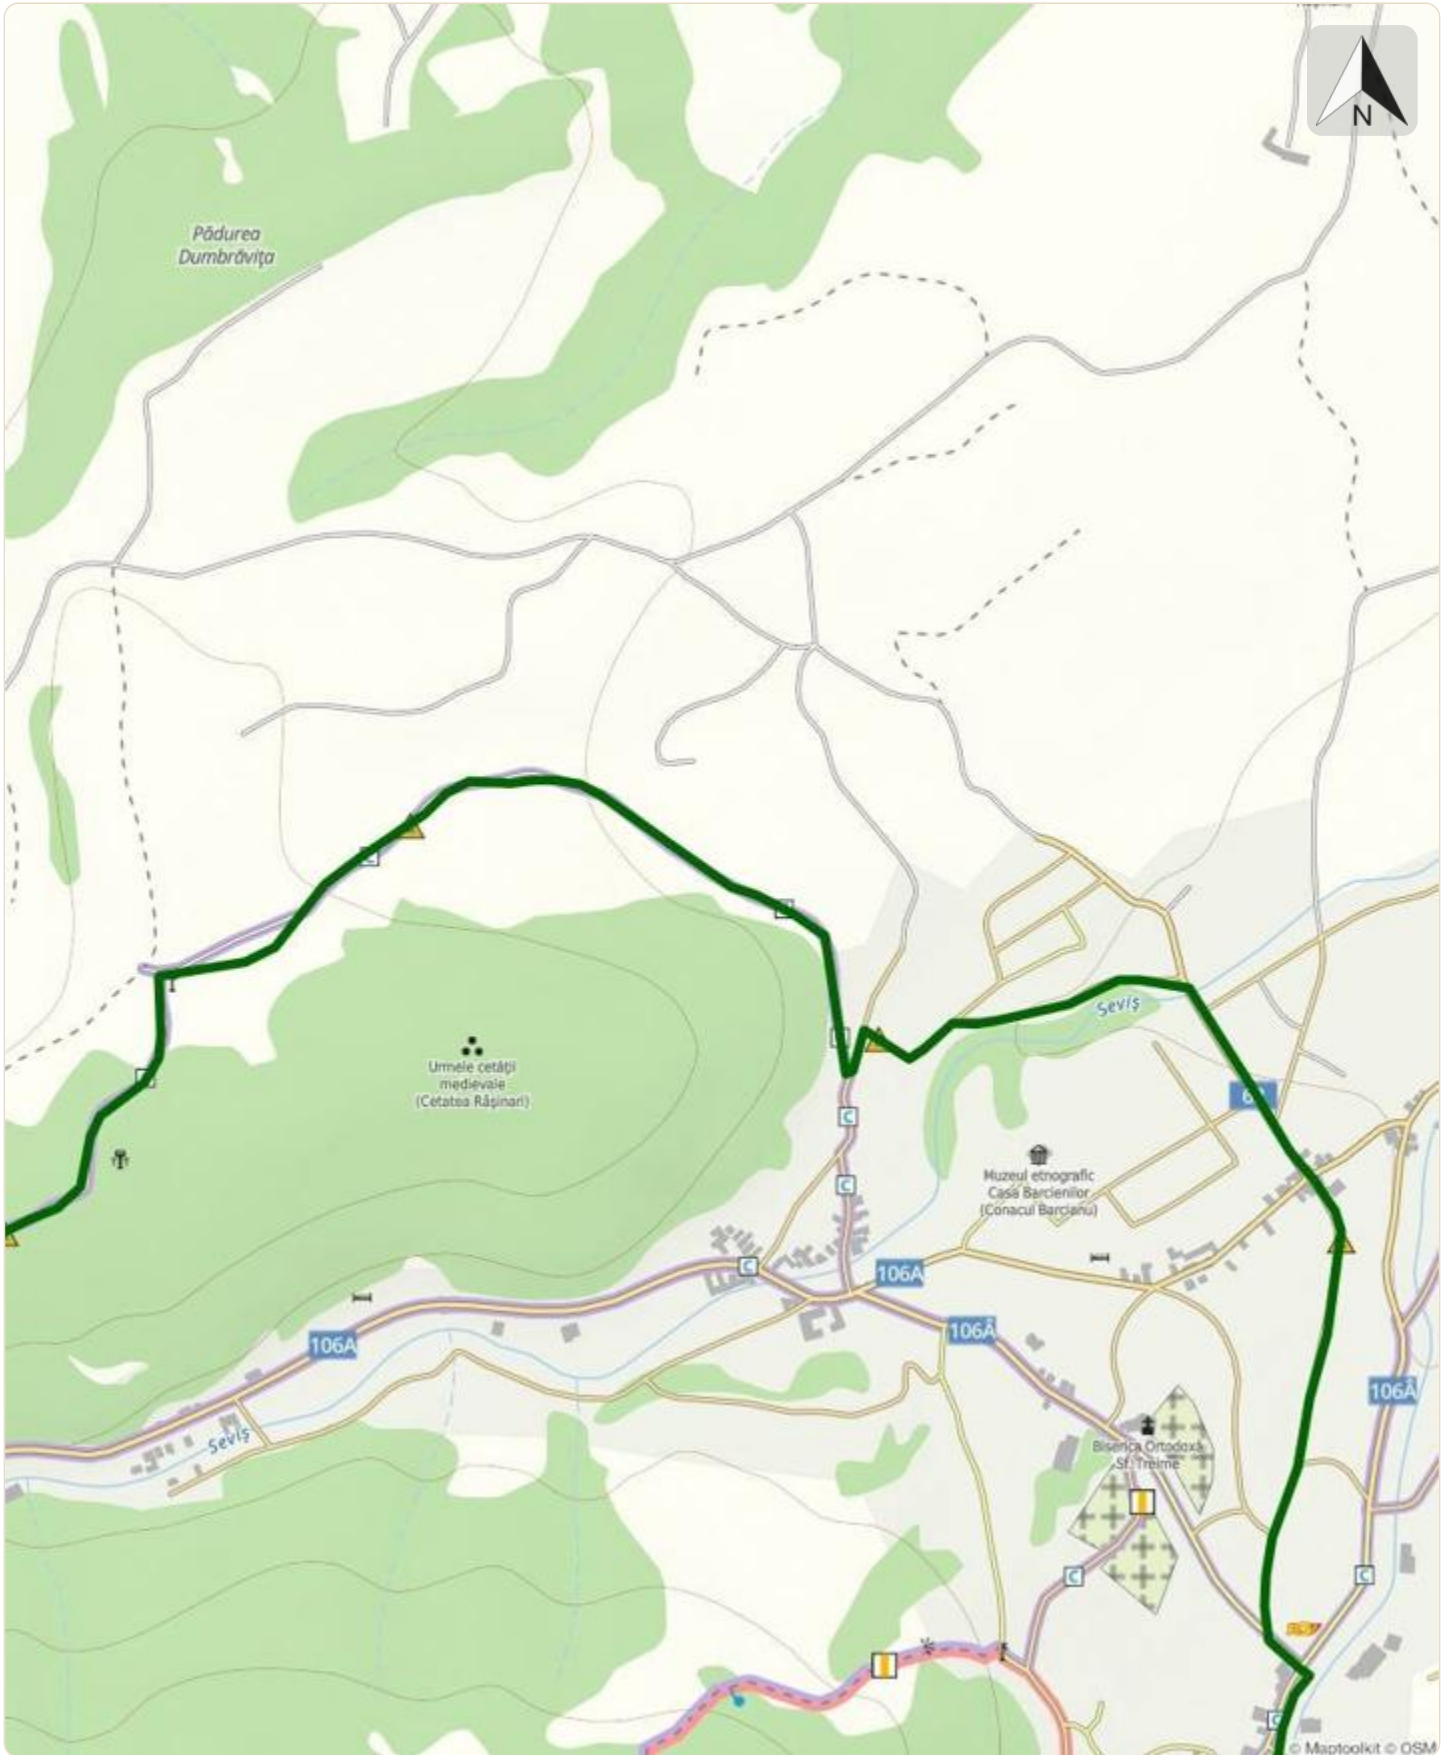 N
Pădurea
Dumbrăvița
Seviș
Urmele cetății
medievale
(Cetatea Rășinari)
C
Muzeul etnografic
Casa Barcienilor
(Conacul Barcianu)
C
C
106A
106A
106A
106A
Seviș
Biserica Ortodoxă
Sf. Treime
C
C
© Maptoolkit © OSM